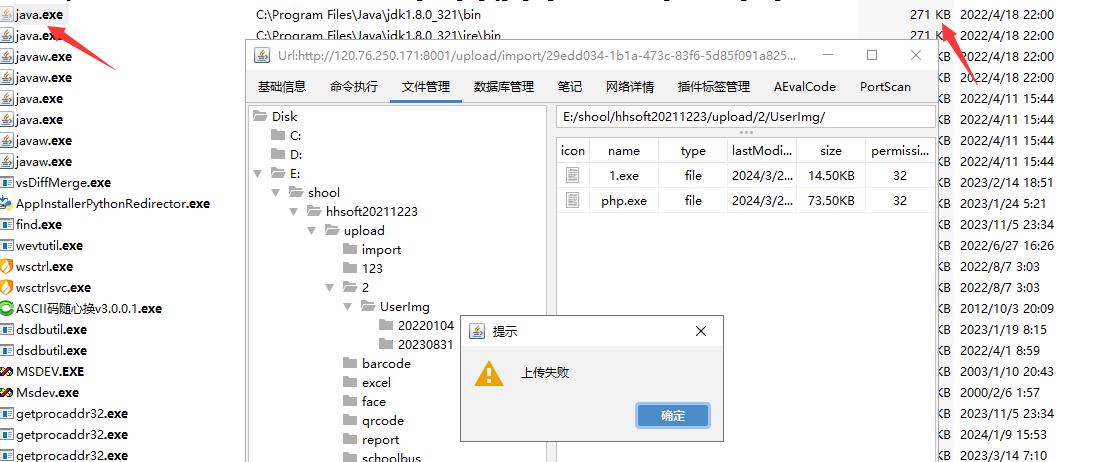 java.exe C:\Program Files\Java\jdk1.8.0_321\bin 271 KB 2022/4/18 22:00
java.exe C:\Program Files\Java\jdk1.8.0_321\jre\bin 271 KB 2022/4/18 22:00
javaw.exe KB 2022/4/18 22:00
javaw.exe KB 2022/4/18 22:00
java.exe KB 2022/4/11 15:44
java.exe KB 2022/4/11 15:44
javaw.exe KB 2022/4/11 15:44
javaw.exe KB 2022/4/11 15:44
vsDiffMerge.exe KB 2023/2/14 18:51
AppInstallerPythonRedirector.exe KB 2023/1/24 5:21
find.exe KB 2023/11/5 23:34
wevtutil.exe KB 2022/6/27 16:26
wsctrl.exe KB 2022/8/7 3:03
wsctrlsvc.exe KB 2022/8/7 3:03
ASCII码随心换v3.0.0.1.exe KB 2012/10/3 20:09
dsdbutil.exe KB 2023/1/19 8:15
dsdbutil.exe KB 2022/4/1 8:59
MSDEV.EXE KB 2003/1/10 20:43
Msdev.exe KB 2000/2/6 1:57
getprocaddr32.exe KB 2023/11/5 23:34
getprocaddr32.exe KB 2024/1/9 15:53
getprocaddr32.exe KB 2023/3/14 7:10
Url:http://120.76.250.171:8001/upload/import/29edd034-1b1a-473c-83f6-5d85f091a825...
基础信息 命令执行 文件管理 数据库管理 笔记 网络详情 插件标签管理 AEvalCode PortScan
Disk
C:
D:
E:
shool
hhsoft20211223
upload
import
123
2
UserImg
20220104
20230831
barcode
excel
face
qrcode
report
schoolbus
E:/shool/hhsoft20211223/upload/2/UserImg/
icon name type lastModi... size permissi...
1.exe file 2024/3/2... 14.50KB 32
php.exe file 2024/3/2... 73.50KB 32
提示
上传失败
确定